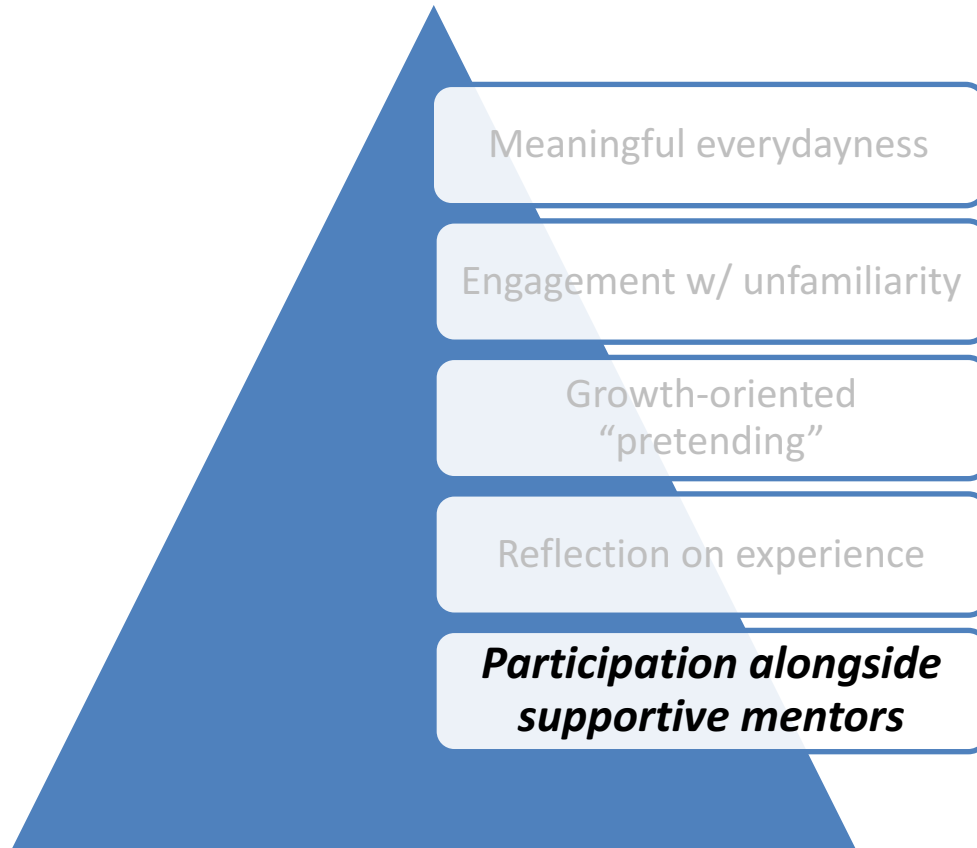 Meaningful everydayness
Engagement w/ unfamiliarity
Growth-oriented
“pretending”
Reflection on experience
Participation alongside
supportive mentors